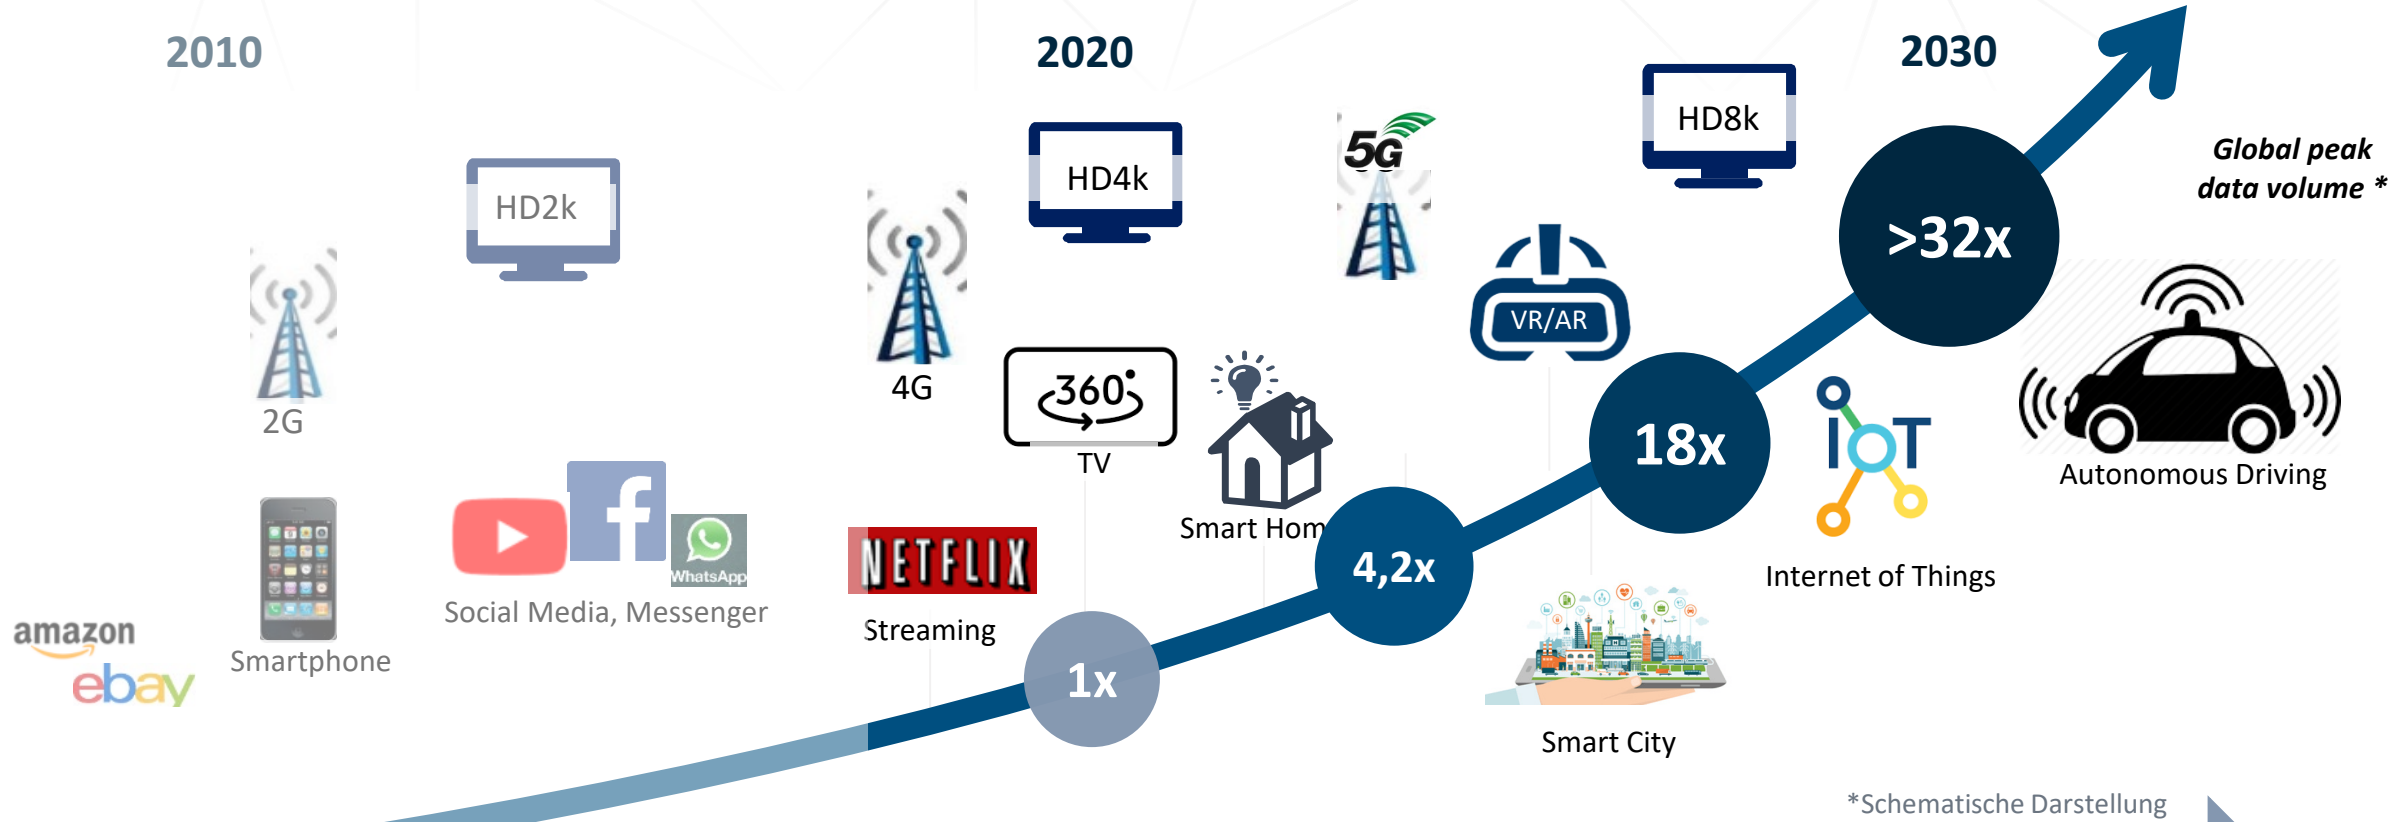 2010
2020
2030
Global peak
data volume *
HD2k
HD4k
5G
HD8k
>32x
VR/AR
2G
4G
360°
TV
18x
IoT
Autonomous Driving
Smart Hom
4,2x
Internet of Things
WhatsApp
Social Media, Messenger
NETFLIX
Streaming
amazon
ebay
Smartphone
1x
Smart City
*Schematische Darstellung